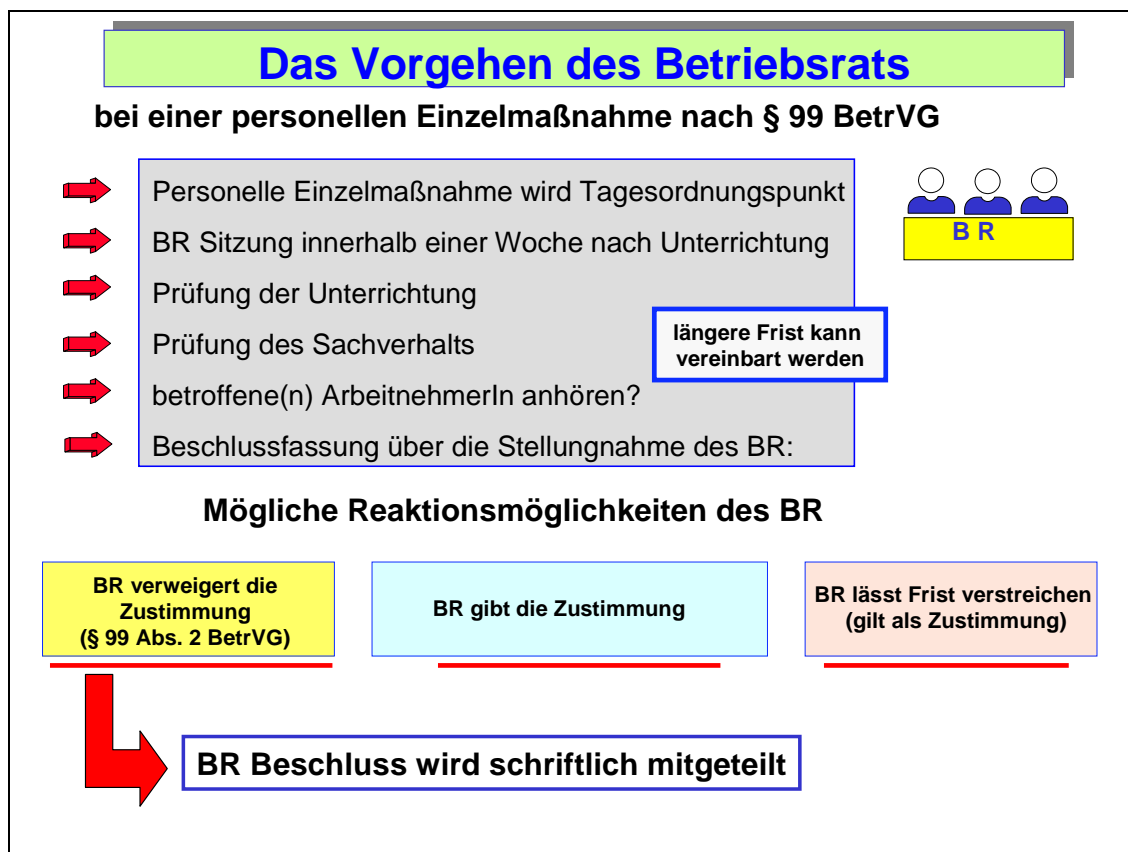 Das Vorgehen des Betriebsrats
bei einer personellen Einzelmaßnahme nach § 99 BetrVG
Personelle Einzelmaßnahme wird Tagesordnungspunkt
B R
BR Sitzung innerhalb einer Woche nach Unterrichtung
Prüfung der Unterrichtung
Prüfung des Sachverhalts
längere Frist kann
vereinbart werden
betroffene(n) ArbeitnehmerIn anhören?
Beschlussfassung über die Stellungnahme des BR:
Mögliche Reaktionsmöglichkeiten des BR
BR verweigert die
Zustimmung
(§ 99 Abs. 2 BetrVG)
BR gibt die Zustimmung
BR lässt Frist verstreichen
(gilt als Zustimmung)
BR Beschluss wird schriftlich mitgeteilt